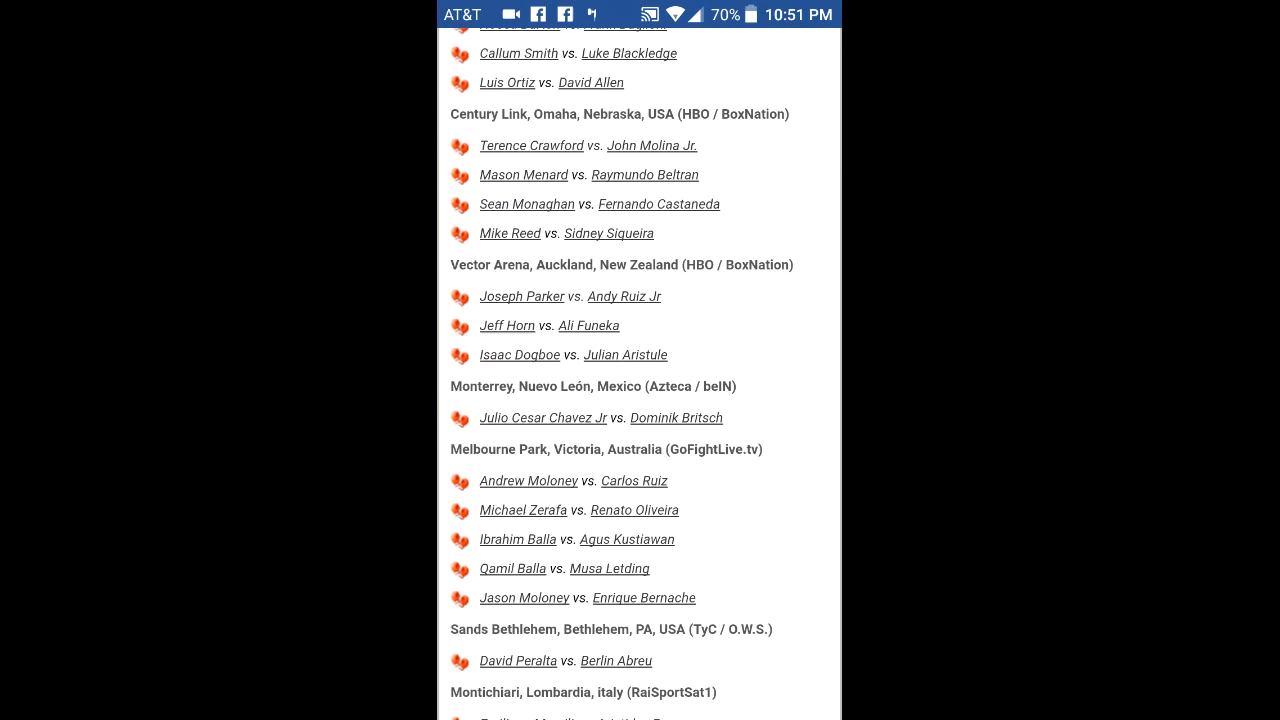 AT&T 70% 10:51 PM
Callum Smith vs. Luke Blackledge
Luis Ortiz vs. David Allen
Century Link, Omaha, Nebraska, USA (HBO / BoxNation)
Terence Crawford vs. John Molina Jr.
Mason Menard vs. Raymundo Beltran
Sean Monaghan vs. Fernando Castaneda
Mike Reed vs. Sidney Siqueira
Vector Arena, Auckland, New Zealand (HBO / BoxNation)
Joseph Parker vs. Andy Ruiz Jr
Jeff Horn vs. Ali Funeka
Isaac Dogboe vs. Julian Aristule
Monterrey, Nuevo León, Mexico (Azteca / beIN)
Julio Cesar Chavez Jr vs. Dominik Britsch
Melbourne Park, Victoria, Australia (GoFightLive.tv)
Andrew Moloney vs. Carlos Ruiz
Michael Zerafa vs. Renato Oliveira
Ibrahim Balla vs. Agus Kustiawan
Qamil Balla vs. Musa Letding
Jason Moloney vs. Enrique Bernache
Sands Bethlehem, Bethlehem, PA, USA (TyC / O.W.S.)
David Peralta vs. Berlin Abreu
Montichiari, Lombardia, italy (RaiSportSat1)